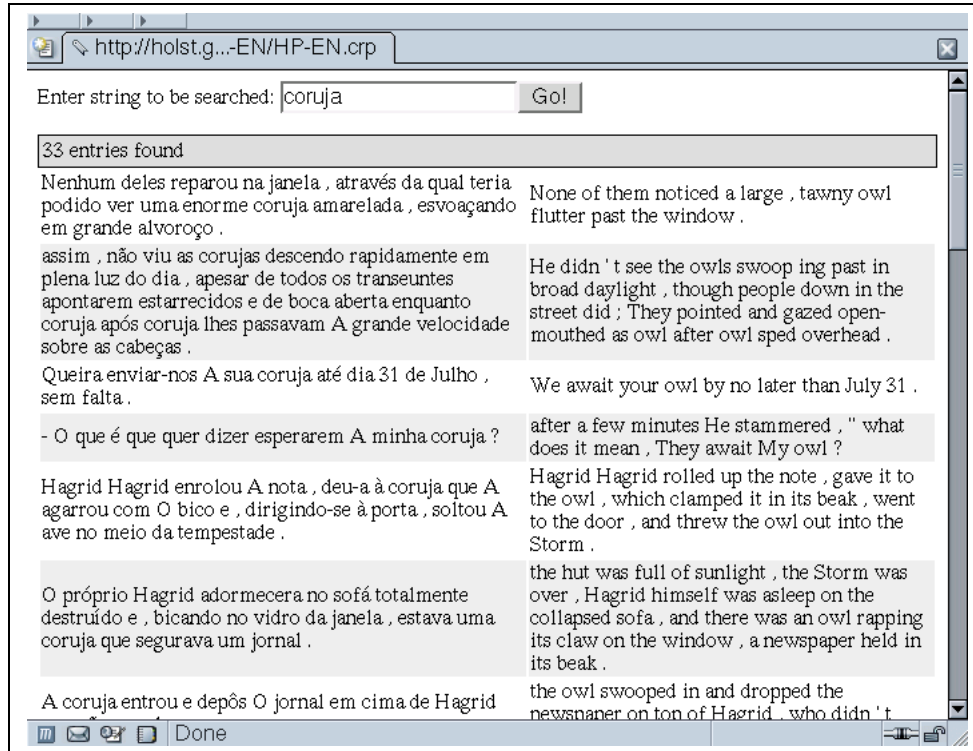 http://holst.g...-EN/HP-EN.crp
Enter string to be searched: coruja Go!
33 entries found
Nenhum deles reparou na janela , através da qual teria
podido ver uma enorme coruja amarelada , esvoaçando
em grande alvoroço .
None of them noticed a large , tawny owl
flutter past the window .
assim , não viu as corujas descendo rapidamente em
plena luz do dia , apesar de todos os transeuntes
apontarem estarrecidos e de boca aberta enquanto
coruja após coruja lhes passavam A grande velocidade
sobre as cabeças .
He didn ' t see the owls swoop ing past in
broad daylight , though people down in the
street did ; They pointed and gazed open-
mouthed as owl after owl sped overhead .
Queira enviar-nos A sua coruja até dia 31 de Julho ,
sem falta .
We await your owl by no later than July 31 .
- O que é que quer dizer esperarem A minha coruja ?
after a few minutes He stammered , " what
does it mean , They await My owl ?
Hagrid Hagrid enrolou A nota , deu-a à coruja que A
agarrou com O bico e , dirigindo-se à porta , soltou A
ave no meio da tempestade .
Hagrid Hagrid rolled up the note , gave it to
the owl , which clamped it in its beak , went
to the door , and threw the owl out into the
Storm .
O próprio Hagrid adormecera no sofá totalmente
destruído e , bicando no vidro da janela , estava uma
coruja que segurava um jornal .
the hut was full of sunlight , the Storm was
over , Hagrid himself was asleep on the
collapsed sofa , and there was an owl rapping
its claw on the window , a newspaper held in
its beak .
A coruja entrou e depôs O jornal em cima de Hagrid
the owl swooped in and dropped the
newspaper on top of Hagrid , who didn ' t
Done